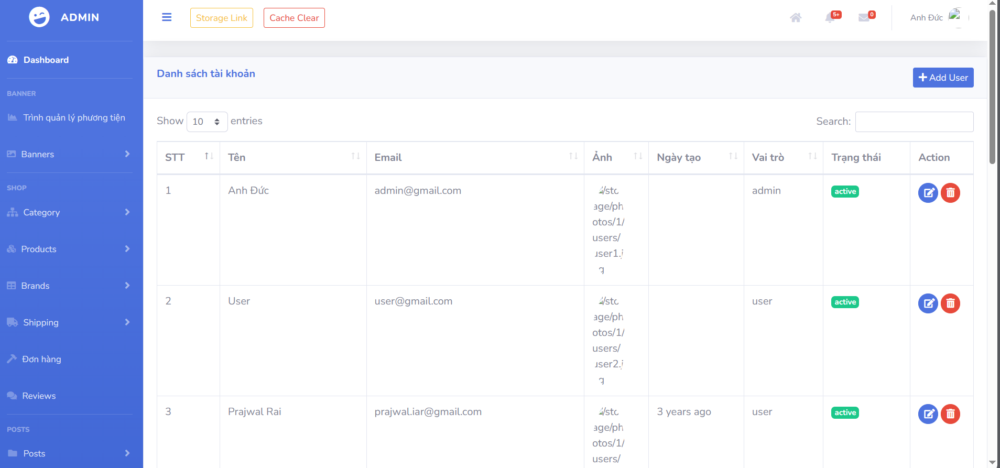 ADMIN
Storage Link
Cache Clear
5+
0
Anh Đức
Dashboard
BANNER
Trình quản lý phương tiện
Banners
SHOP
Category
Products
Brands
Shipping
Đơn hàng
Reviews
POSTS
Posts
Danh sách tài khoản
Add User
Show 10 entries
Search:
STT Tên Email Ảnh Ngày tạo Vai trò Trạng thái Action
1 Anh Đức admin@gmail.com /sto admin active
age/ph
otos/1/
users/
user1.j
g
2 User user@gmail.com /sto user active
age/ph
otos/1/
users/
user2.j
g
3 Prajwal Rai prajwal.iar@gmail.com /sto 3 years ago user active
age/ph
otos/1/
users/